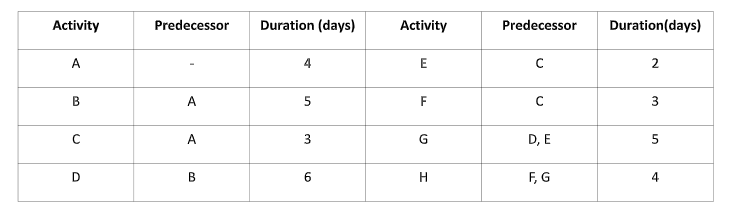 Activity Predecessor Duration (days) Activity Predecessor Duration(days)
A - 4 E C 2
B A 5 F C 3
C A 3 G D, E 5
D B 6 H F, G 4